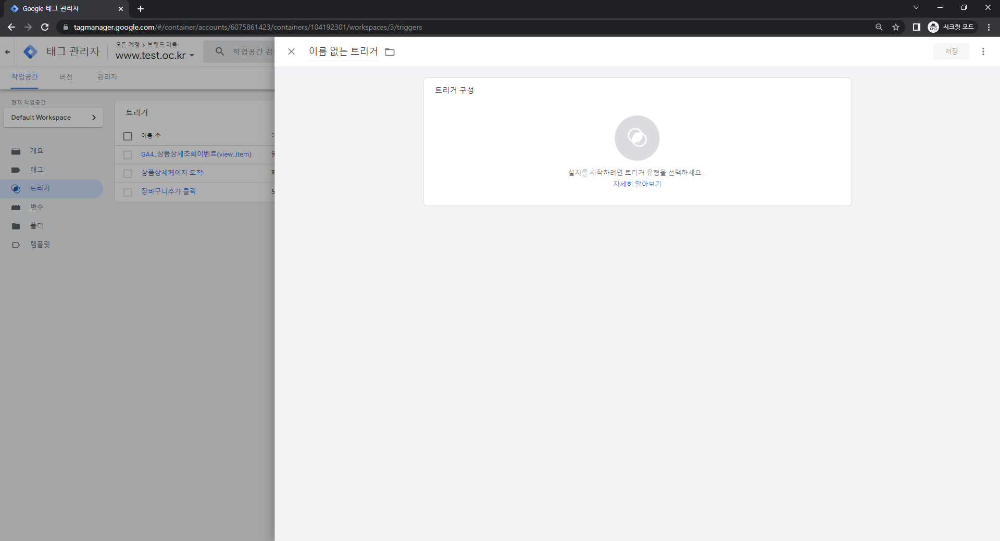 Google 태그 관리자
tagmanager.google.com/#/container/accounts/6075861423/containers/104192301/workspaces/3/triggers
시크릿 모드
태그 관리자
모든 계정 > 브랜드 이름
www.test.oc.kr
작업공간 검
이름 없는 트리거
저장
작업공간
버전
관리자
현재 작업공간
Default Workspace
개요
태그
트리거
변수
폴더
템플릿
트리거
이름
GA4_상품상세조회이벤트(view_item)
상품상세페이지 도착
장바구니추가 클릭
트리거 구성
설치를 시작하려면 트리거 유형을 선택하세요...
자세히 알아보기